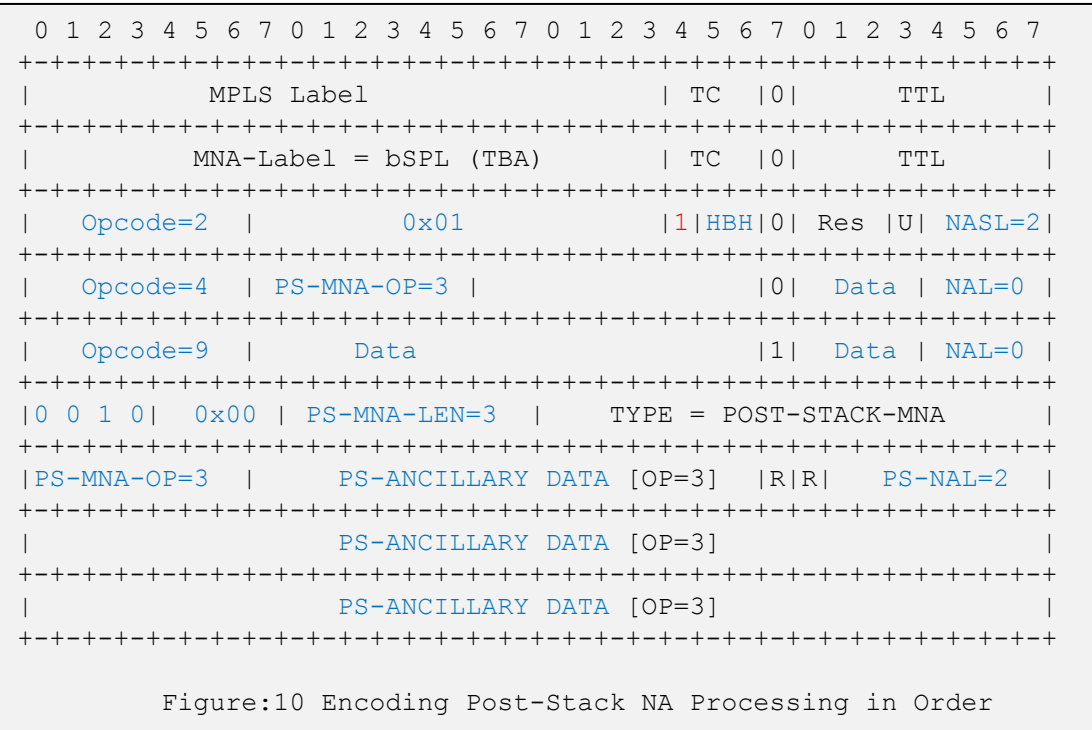 0 1 2 3 4 5 6 7 0 1 2 3 4 5 6 7 0 1 2 3 4 5 6 7 0 1 2 3 4 5 6 7
+-+-+-+-+-+-+-+-+-+-+-+-+-+-+-+-+-+-+-+-+-+-+-+-+-+-+-+-+-+-+-+-+
|           MPLS Label                  | TC  |0|      TTL      |
+-+-+-+-+-+-+-+-+-+-+-+-+-+-+-+-+-+-+-+-+-+-+-+-+-+-+-+-+-+-+-+-+
|          MNA-Label = bSPL (TBA)       | TC  |0|      TTL      |
+-+-+-+-+-+-+-+-+-+-+-+-+-+-+-+-+-+-+-+-+-+-+-+-+-+-+-+-+-+-+-+-+
|   Opcode=2  |         0x01            |1|HBH|0| Res |U| NASL=2|
+-+-+-+-+-+-+-+-+-+-+-+-+-+-+-+-+-+-+-+-+-+-+-+-+-+-+-+-+-+-+-+-+
|   Opcode=4  | PS-MNA-OP=3 |                 |0|  Data | NAL=0 |
+-+-+-+-+-+-+-+-+-+-+-+-+-+-+-+-+-+-+-+-+-+-+-+-+-+-+-+-+-+-+-+-+
|   Opcode=9  |      Data                     |1|  Data | NAL=0 |
+-+-+-+-+-+-+-+-+-+-+-+-+-+-+-+-+-+-+-+-+-+-+-+-+-+-+-+-+-+-+-+-+
|0 0 1 0|  0x00 | PS-MNA-LEN=3  |    TYPE = POST-STACK-MNA      |
+-+-+-+-+-+-+-+-+-+-+-+-+-+-+-+-+-+-+-+-+-+-+-+-+-+-+-+-+-+-+-+-+
|PS-MNA-OP=3  |     PS-ANCILLARY DATA [OP=3]  |R|R|  PS-NAL=2   |
+-+-+-+-+-+-+-+-+-+-+-+-+-+-+-+-+-+-+-+-+-+-+-+-+-+-+-+-+-+-+-+-+
|                   PS-ANCILLARY DATA [OP=3]                    |
+-+-+-+-+-+-+-+-+-+-+-+-+-+-+-+-+-+-+-+-+-+-+-+-+-+-+-+-+-+-+-+-+
|                   PS-ANCILLARY DATA [OP=3]                    |
+-+-+-+-+-+-+-+-+-+-+-+-+-+-+-+-+-+-+-+-+-+-+-+-+-+-+-+-+-+-+-+-+
Figure:10 Encoding Post-Stack NA Processing in Order